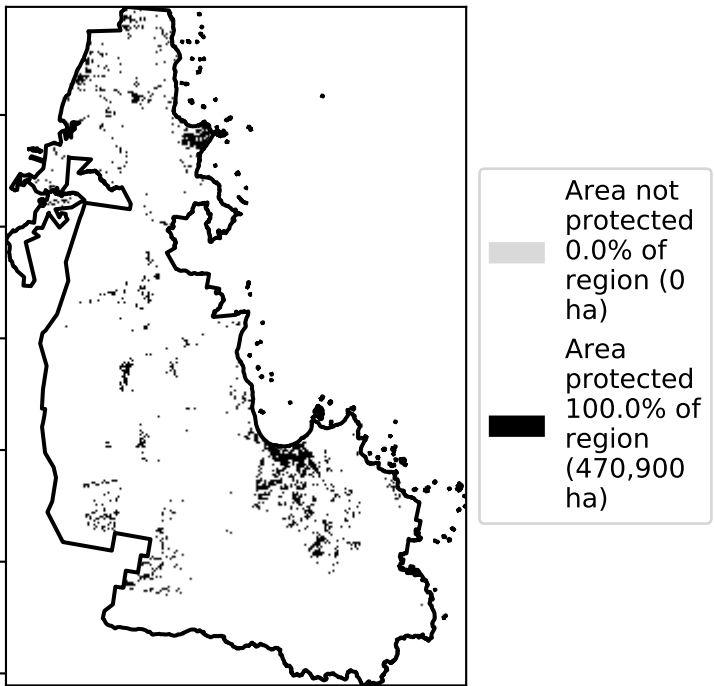 Area not
protected
0.0% of
region (0
ha)
Area
protected
100.0% of
region
(470,900
ha)